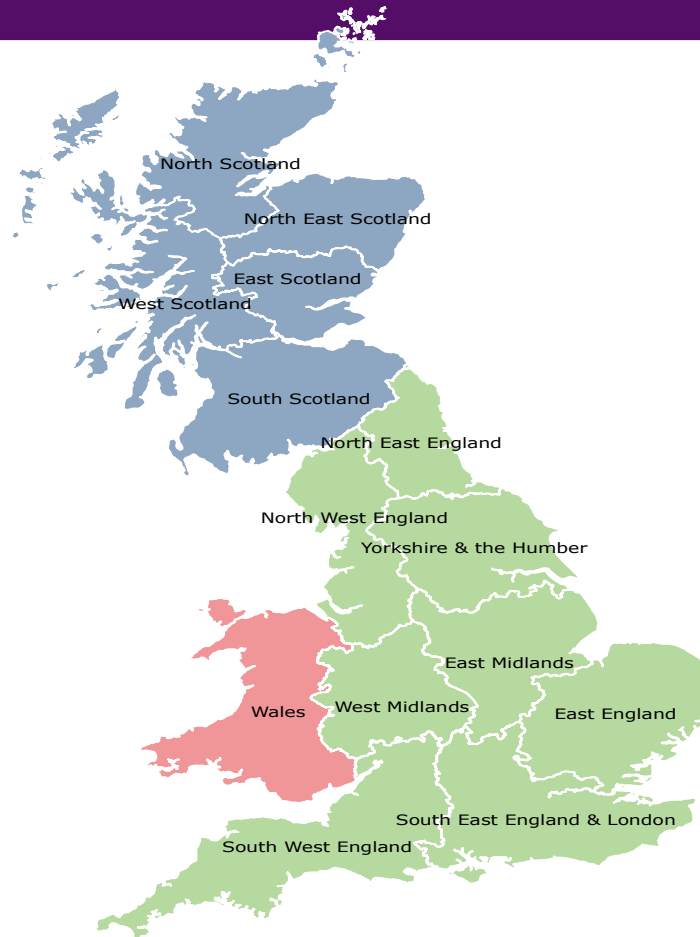 North Scotland
North East Scotland
East Scotland
West Scotland
South Scotland
North East England
North West England
Yorkshire & the Humber
East Midlands
West Midlands
Wales
East England
South East England & London
South West England